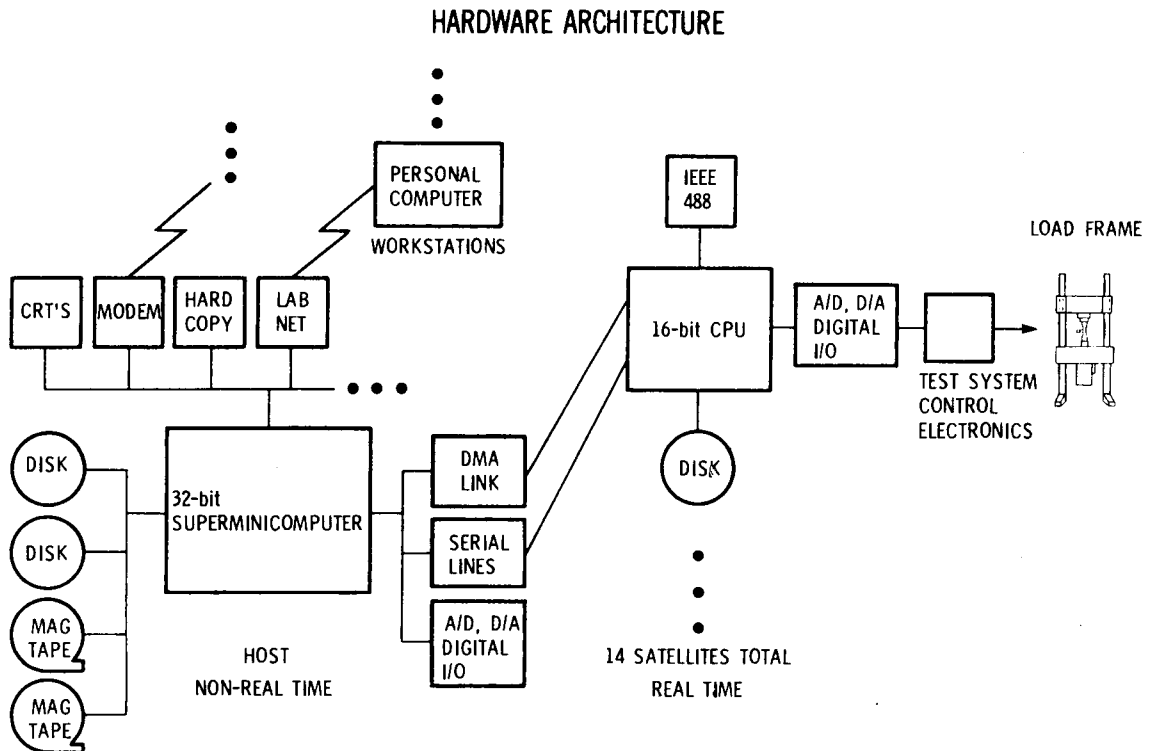 HARDWARE ARCHITECTURE
PERSONAL
COMPUTER
WORKSTATIONS
CRT'S
MODEM
HARD
COPY
LAB
NET
IEEE
488
LOAD FRAME
16-bit CPU
A/D, D/A
DIGITAL
I/O
TEST SYSTEM
CONTROL
ELECTRONICS
DISK
DISK
DISK
MAG
TAPE
MAG
TAPE
32-bit
SUPERMINICOMPUTER
DMA
LINK
SERIAL
LINES
A/D, D/A
DIGITAL
I/O
HOST
NON-REAL TIME
14 SATELLITES TOTAL
REAL TIME